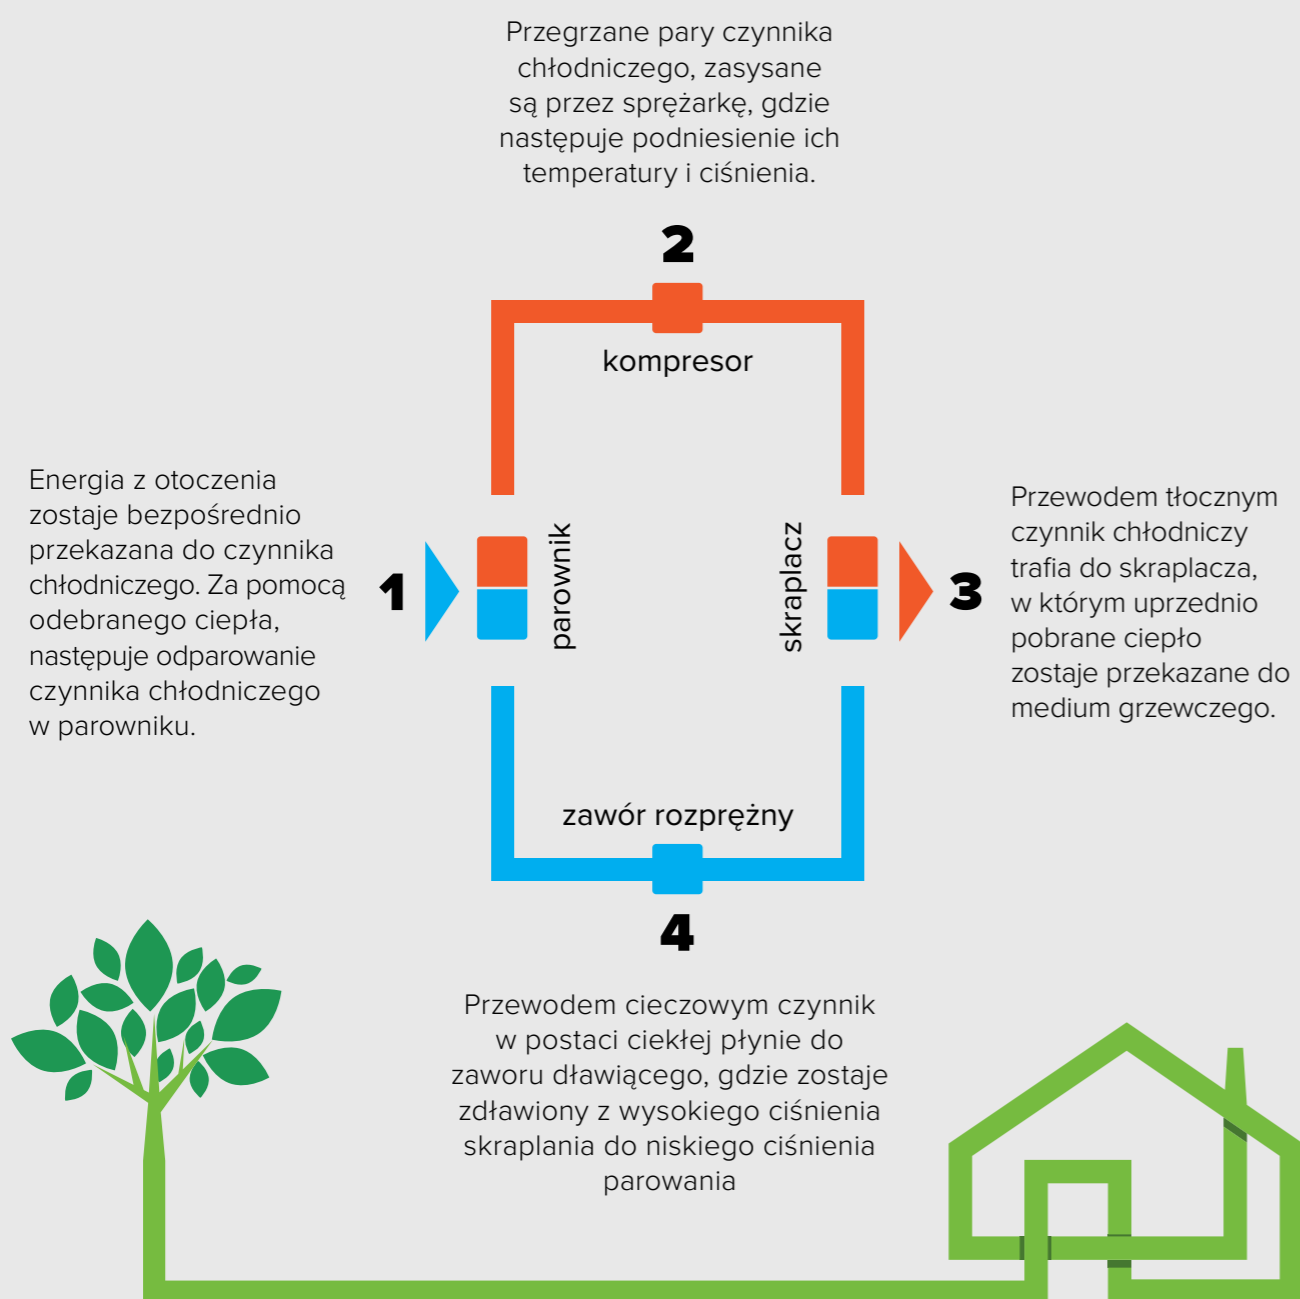 Przegrzane pary czynnika
chłodniczego, zasysane
są przez sprężarkę, gdzie
następuje podniesienie ich
temperatury i ciśnienia.
2
kompresor
Energia z otoczenia
zostaje bezpośrednio
przekazana do czynnika
chłodniczego. Za pomocą
odebranego ciepła,
następuje odparowanie
czynnika chłodniczego
w parowniku.
1
parownik
skraplacz
3
Przewodem tłocznym
czynnik chłodniczy
trafia do skraplacza,
w którym uprzednio
pobrane ciepło
zostaje przekazane do
medium grzewczego.
zawór rozprężny
4
Przewodem cieczowym czynnik
w postaci ciekłej płynie do
zaworu dławiącego, gdzie zostaje
zdławiony z wysokiego ciśnienia
skraplania do niskiego ciśnienia
parowania